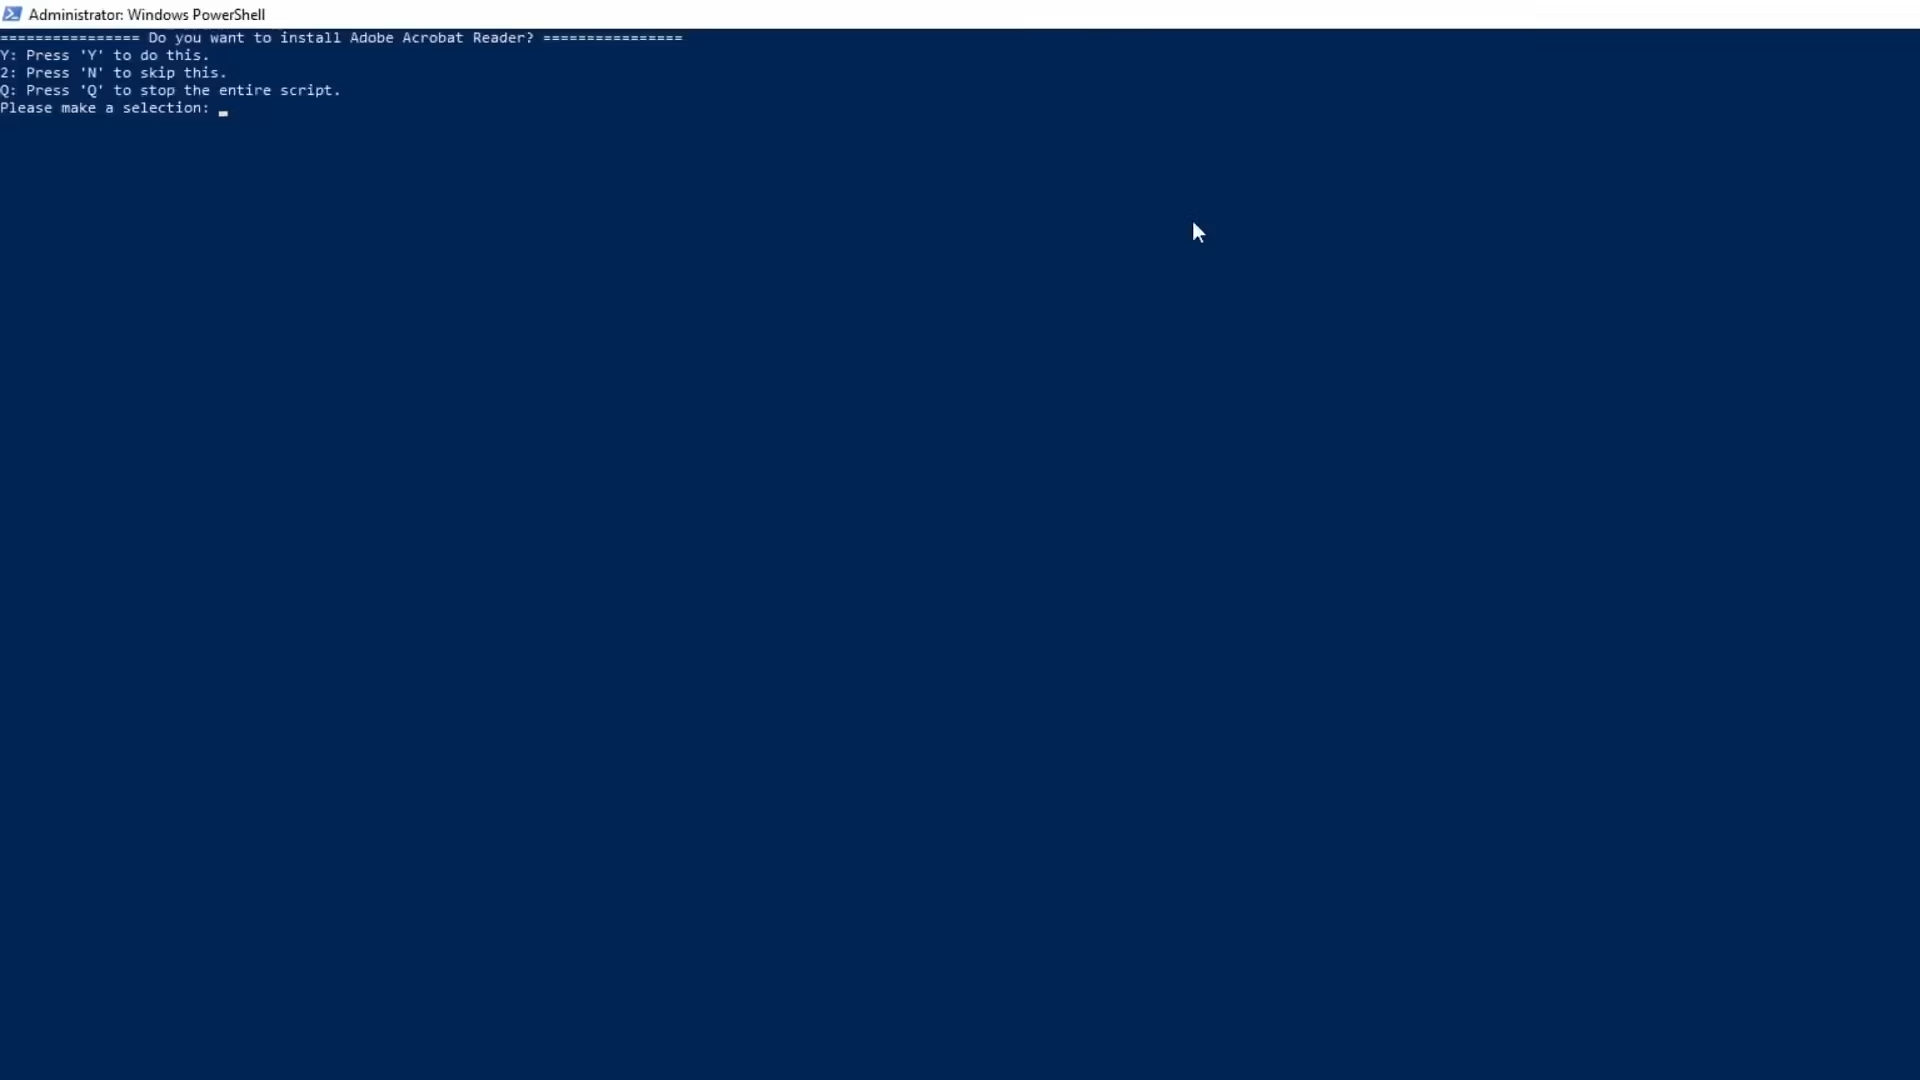 Administrator: Windows PowerShell
================ Do you want to install Adobe Acrobat Reader? ================
Y: Press 'Y' to do this.
2: Press 'N' to skip this.
Q: Press 'Q' to stop the entire script.
Please make a selection: